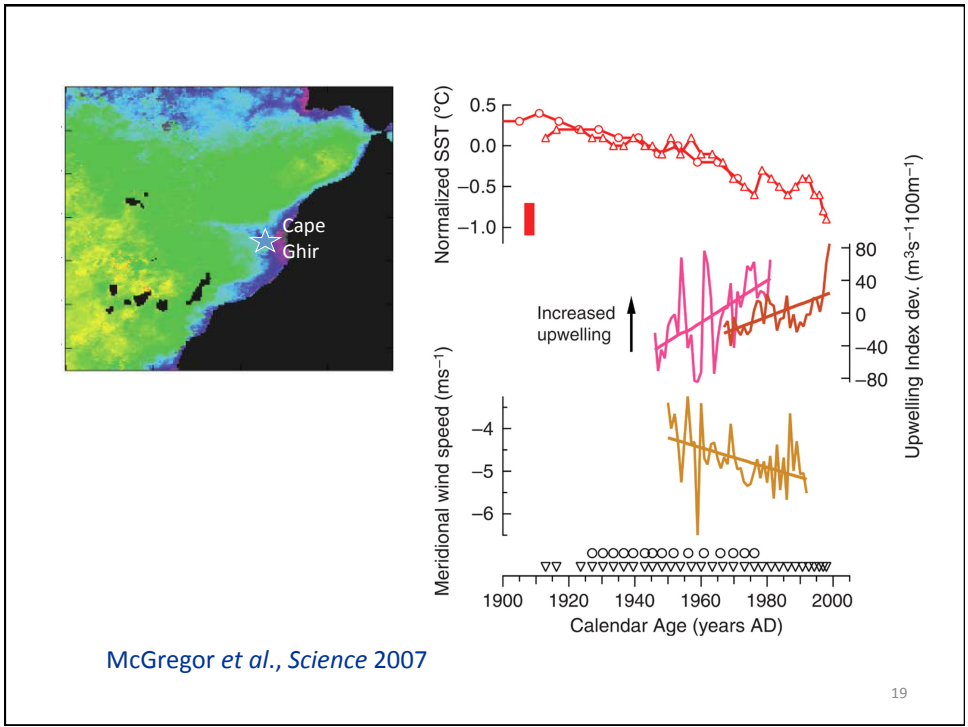 Cape
Ghir
Normalized SST (°C)
0.5
0.0
−0.5
−1.0
Increased
upwelling
80
40
0
−40
−80
Upwelling Index dev. (m³s⁻¹100m⁻¹)
Meridional wind speed (ms⁻¹)
−4
−5
−6
1900 1920 1940 1960 1980 2000
Calendar Age (years AD)
McGregor et al., Science 2007
19